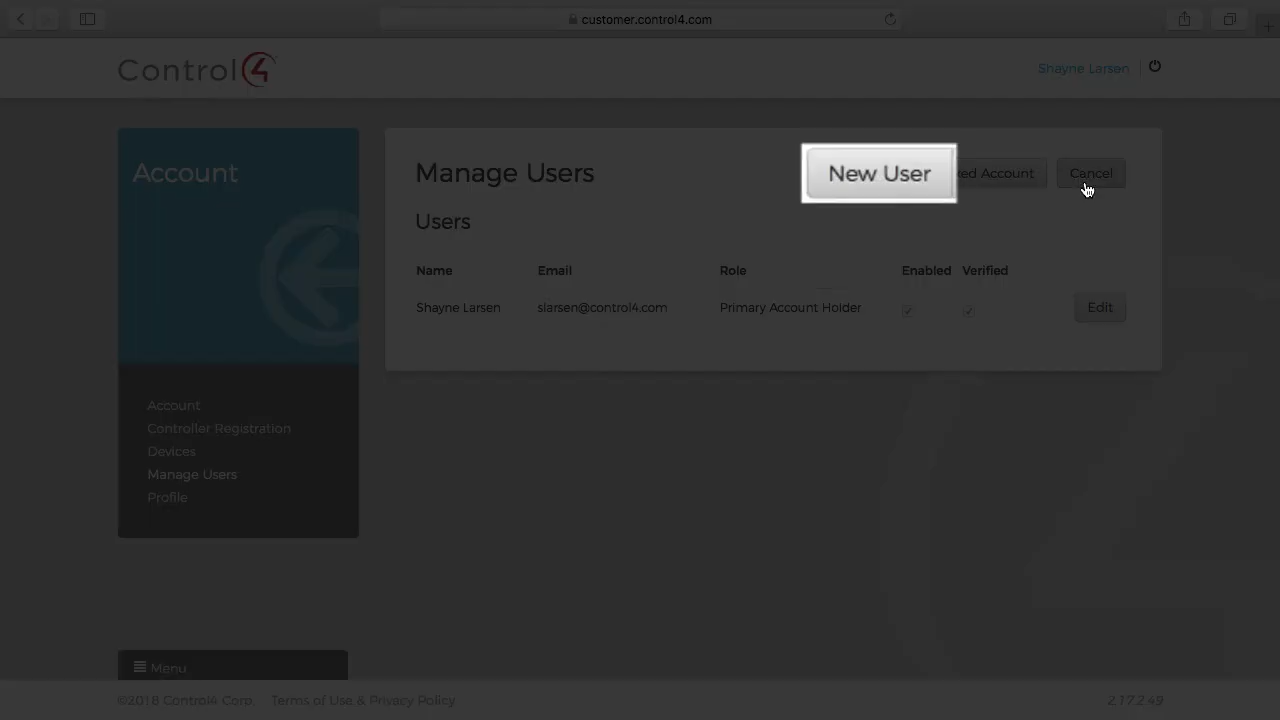 customer.control4.com
Control4
Shayne Larsen
Account
Manage Users
New User
Account
Cancel
Users
Name Email Role Enabled Verified
Shayne Larsen slarsen@control4.com Primary Account Holder Edit
Account
Controller Registration
Devices
Manage Users
Profile
Menu
©2018 Control4 Corp. Terms of Use & Privacy Policy 2.17.2.49